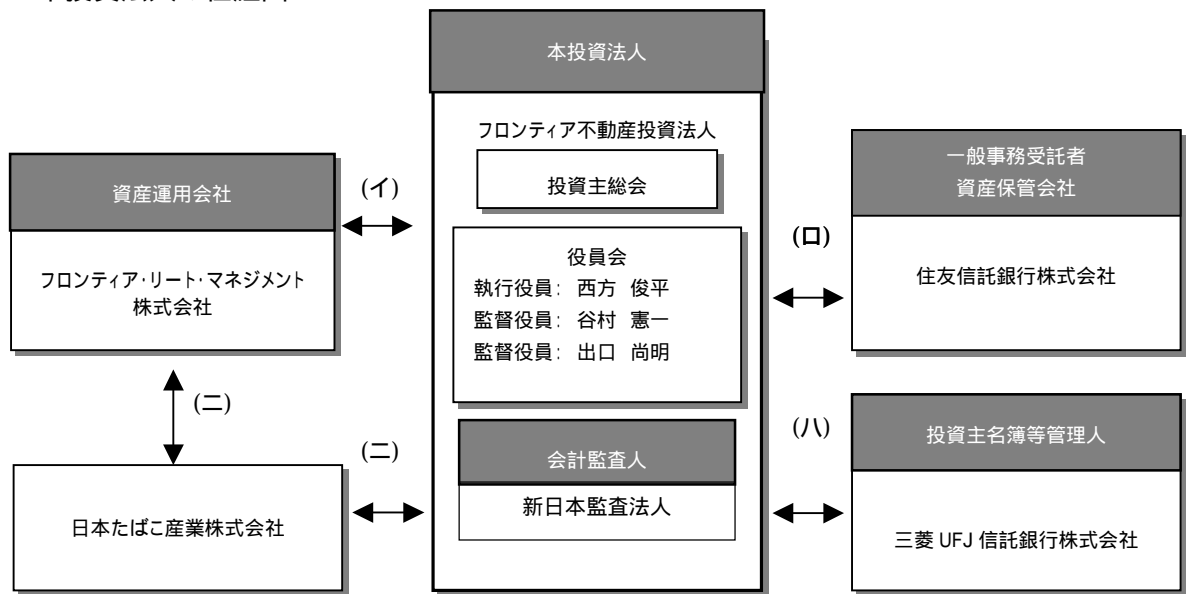 本投資法人
フロンティア不動産投資法人
投資主総会
役員会
執行役員: 西方 俊平
監督役員: 谷村 憲一
監督役員: 出口 尚明
会計監査人
新日本監査法人
資産運用会社
フロンティア・リート・マネジメント
株式会社
(イ)
(ニ)
日本たばこ産業株式会社
(ニ)
一般事務受託者
資産保管会社
住友信託銀行株式会社
(ロ)
(ハ)
投資主名簿等管理人
三菱 UFJ 信託銀行株式会社